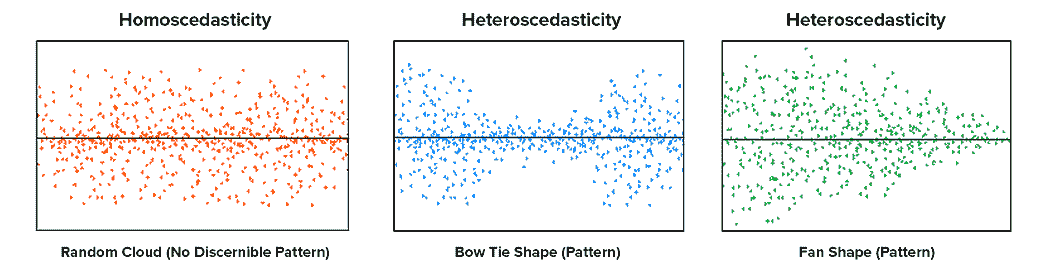 Homoscedasticity
Heteroscedasticity
Heteroscedasticity
Random Cloud (No Discernible Pattern)
Bow Tie Shape (Pattern)
Fan Shape (Pattern)